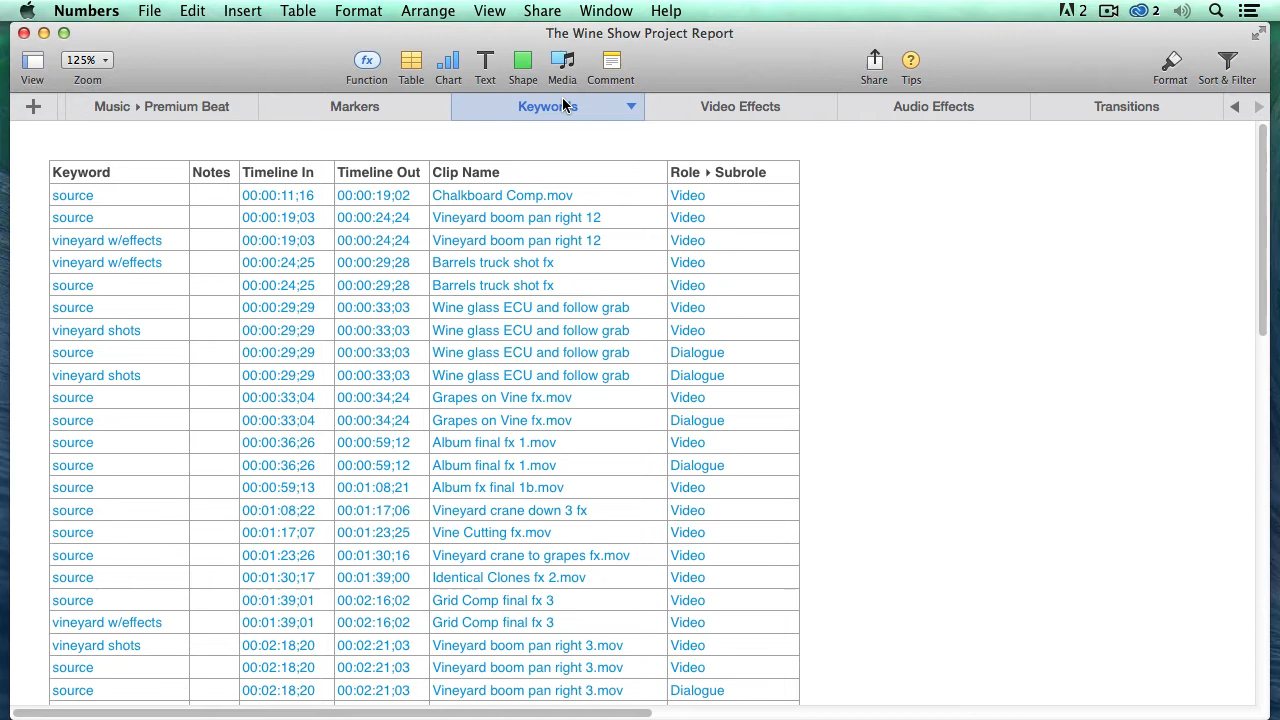 Numbers File Edit Insert Table Format Arrange View Share Window Help 2 2
The Wine Show Project Report
125%
fx
View Zoom Function Table Chart Text Shape Media Comment Share Tips Format Sort & Filter
Music ▸ Premium Beat Markers Keywords Video Effects Audio Effects Transitions
Keyword Notes Timeline In Timeline Out Clip Name Role ▸ Subrole
source 00:00:11;16 00:00:19;02 Chalkboard Comp.mov Video
source 00:00:19;03 00:00:24;24 Vineyard boom pan right 12 Video
vineyard w/effects 00:00:19;03 00:00:24;24 Vineyard boom pan right 12 Video
vineyard w/effects 00:00:24;25 00:00:29;28 Barrels truck shot fx Video
source 00:00:24;25 00:00:29;28 Barrels truck shot fx Video
source 00:00:29;29 00:00:33;03 Wine glass ECU and follow grab Video
vineyard shots 00:00:29;29 00:00:33;03 Wine glass ECU and follow grab Video
source 00:00:29;29 00:00:33;03 Wine glass ECU and follow grab Dialogue
vineyard shots 00:00:29;29 00:00:33;03 Wine glass ECU and follow grab Dialogue
source 00:00:33;04 00:00:34;24 Grapes on Vine fx.mov Video
source 00:00:33;04 00:00:34;24 Grapes on Vine fx.mov Dialogue
source 00:00:36;26 00:00:59;12 Album final fx 1.mov Video
source 00:00:36;26 00:00:59;12 Album final fx 1.mov Dialogue
source 00:00:59;13 00:01:08;21 Album fx final 1b.mov Video
source 00:01:08;22 00:01:17;06 Vineyard crane down 3 fx Video
source 00:01:17;07 00:01:23;25 Vine Cutting fx.mov Video
source 00:01:23;26 00:01:30;16 Vineyard crane to grapes fx.mov Video
source 00:01:30;17 00:01:39;00 Identical Clones fx 2.mov Video
source 00:01:39;01 00:02:16;02 Grid Comp final fx 3 Video
vineyard w/effects 00:01:39;01 00:02:16;02 Grid Comp final fx 3 Video
vineyard shots 00:02:18;20 00:02:21;03 Vineyard boom pan right 3.mov Video
source 00:02:18;20 00:02:21;03 Vineyard boom pan right 3.mov Video
source 00:02:18;20 00:02:21;03 Vineyard boom pan right 3.mov Dialogue